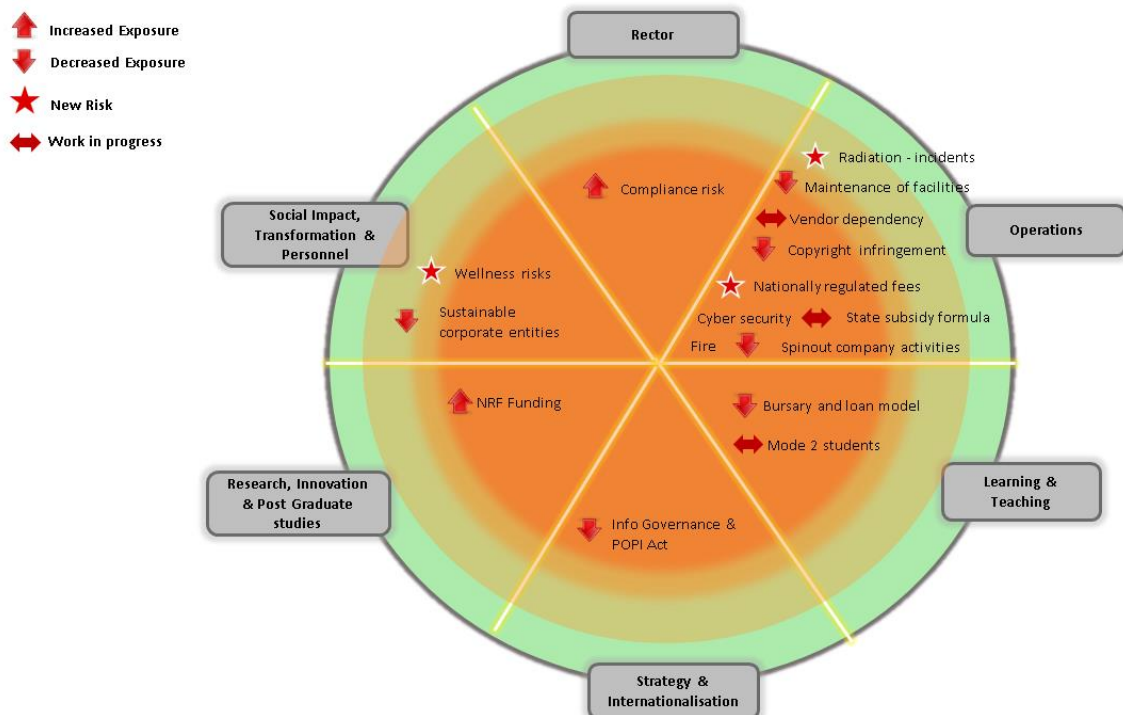 Increased Exposure
Decreased Exposure
New Risk
Work in progress
Rector
Radiation - incidents
Compliance risk
Maintenance of facilities
Social Impact,
Transformation &
Personnel
Vendor dependency
Operations
Copyright infringement
Wellness risks
Nationally regulated fees
Sustainable
corporate entities
Cyber security
State subsidy formula
Fire
Spinout company activities
NRF Funding
Bursary and loan model
Mode 2 students
Research, Innovation
& Post Graduate
studies
Learning &
Teaching
Info Governance &
POPI Act
Strategy &
Internationalisation